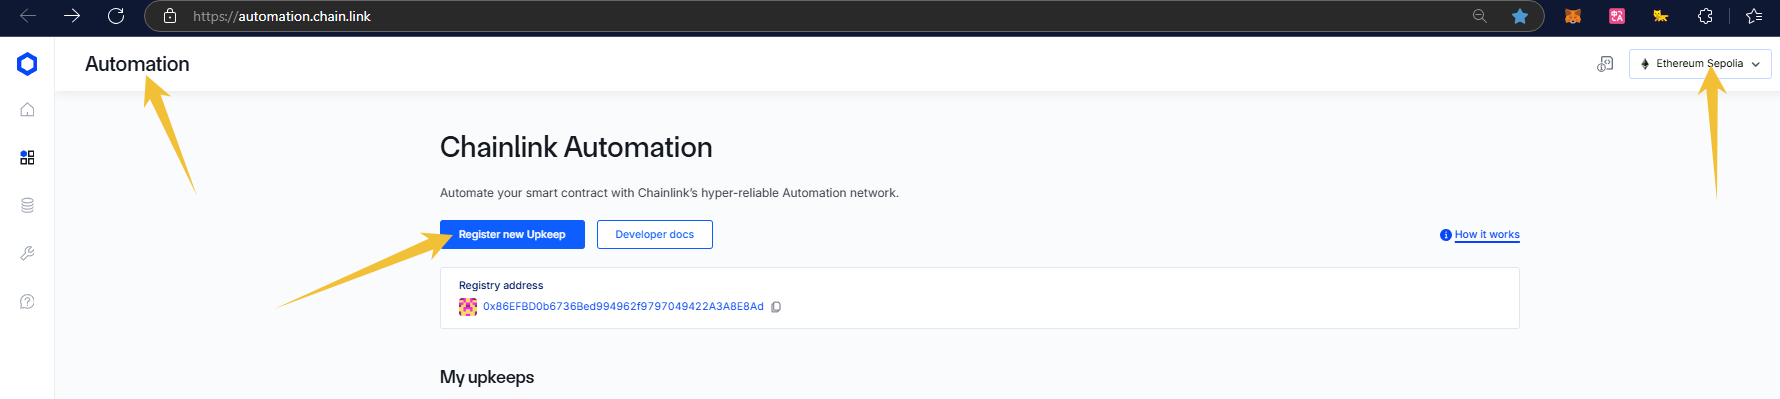 https://automation.chain.link
Automation
Ethereum Sepolia
Chainlink Automation
Automate your smart contract with Chainlink's hyper-reliable Automation network.
Register new Upkeep
Developer docs
How it works
Registry address
0x86EFBD0b6736Bed994962f9797049422A3A8E8Ad
My upkeeps